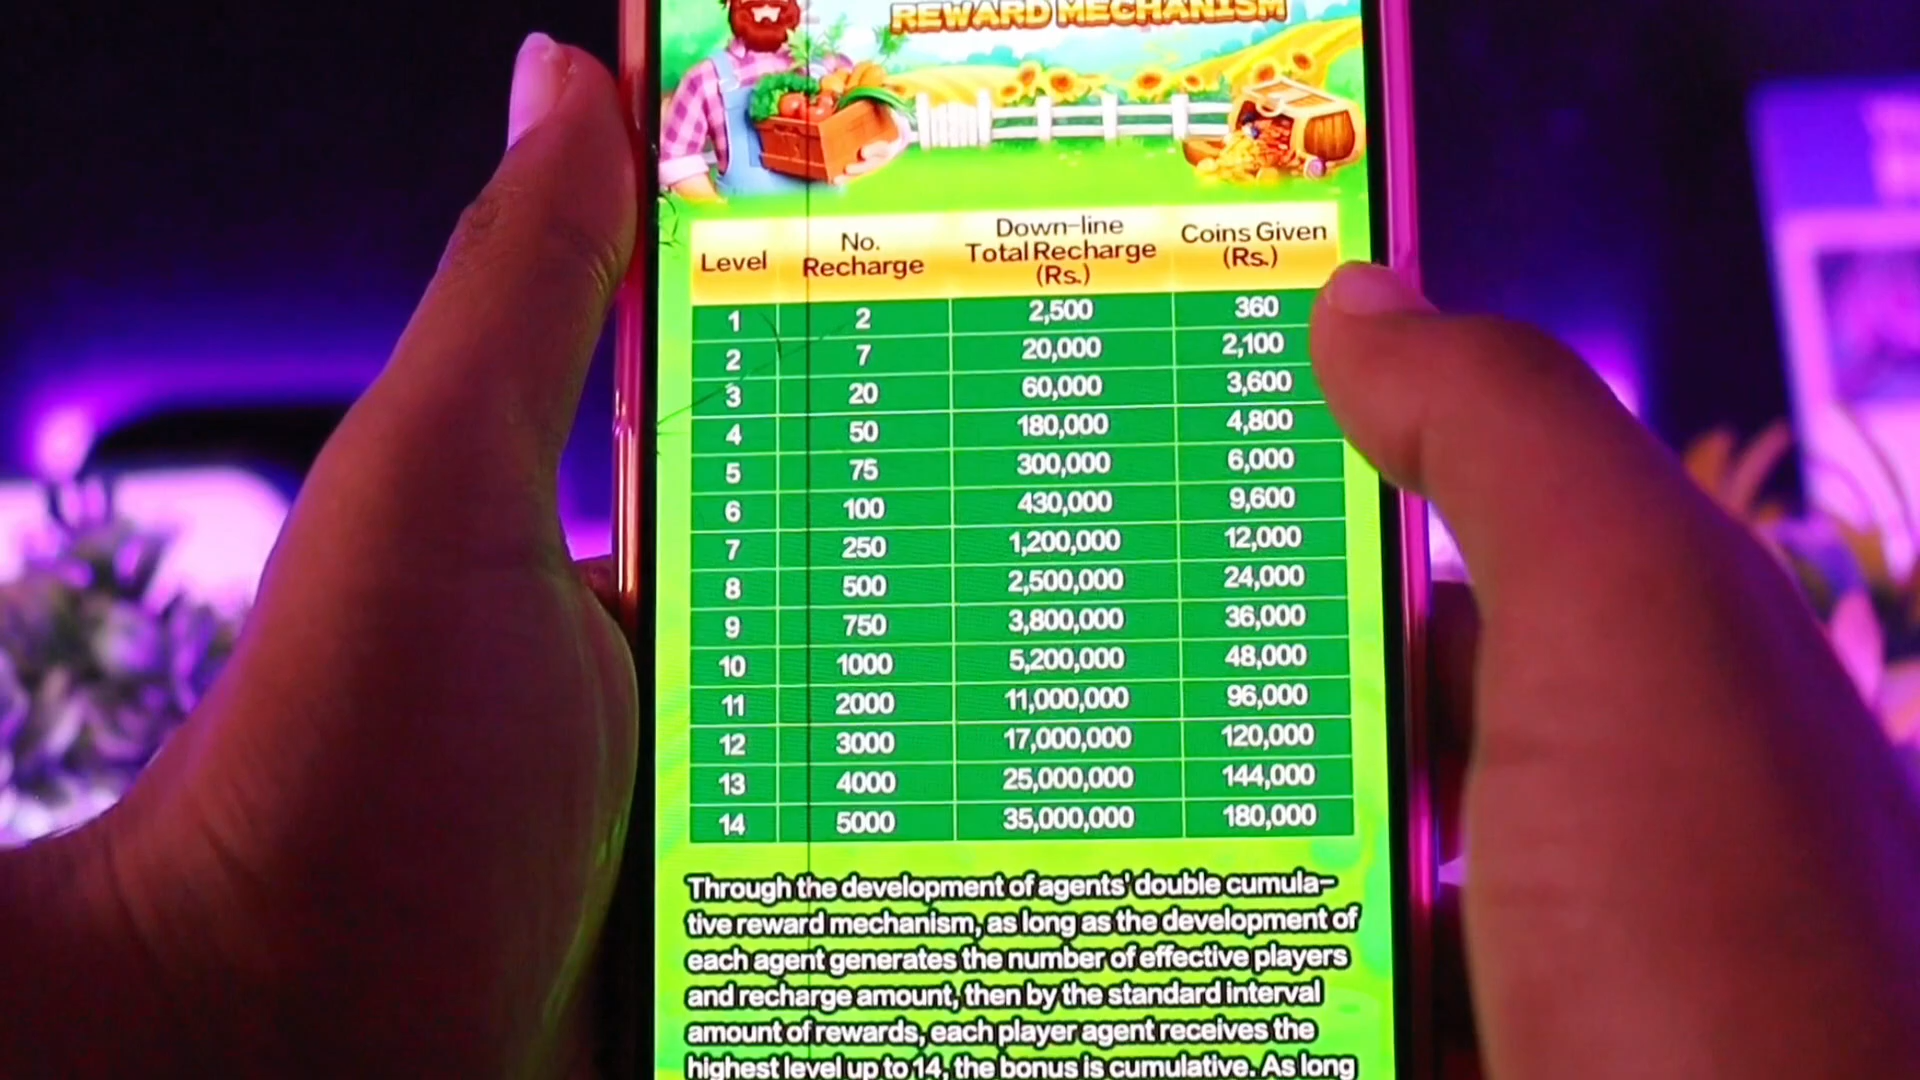 REWARD MECHANISM
Level No. Recharge Down-line Total Recharge (Rs.) Coins Given (Rs.)
1 2 2,500 360
2 7 20,000 2,100
3 20 60,000 3,600
4 50 180,000 4,800
5 75 300,000 6,000
6 100 430,000 9,600
7 250 1,200,000 12,000
8 500 2,500,000 24,000
9 750 3,800,000 36,000
10 1000 5,200,000 48,000
11 2000 11,000,000 96,000
12 3000 17,000,000 120,000
13 4000 25,000,000 144,000
14 5000 35,000,000 180,000
Through the development of agents' double cumula-
tive reward mechanism, as long as the development of
each agent generates the number of effective players
and recharge amount, then by the standard interval
amount of rewards, each player agent receives the
highest level up to 14, the bonus is cumulative. As long